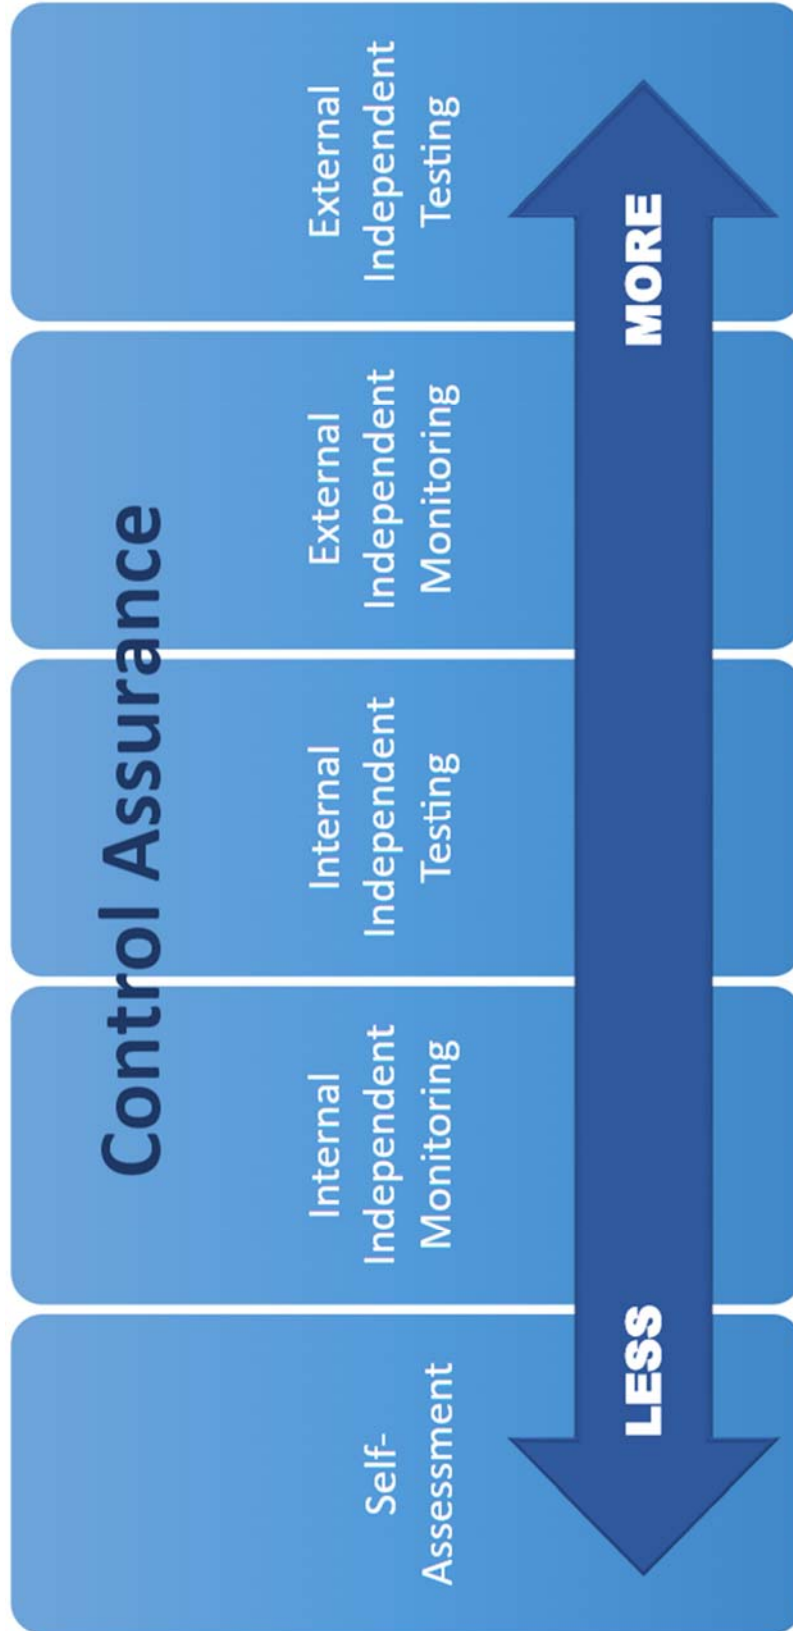 Control Assurance
Self-
Assessment
Internal
Independent
Monitoring
Internal
Independent
Testing
External
Independent
Monitoring
External
Independent
Testing
LESS
MORE